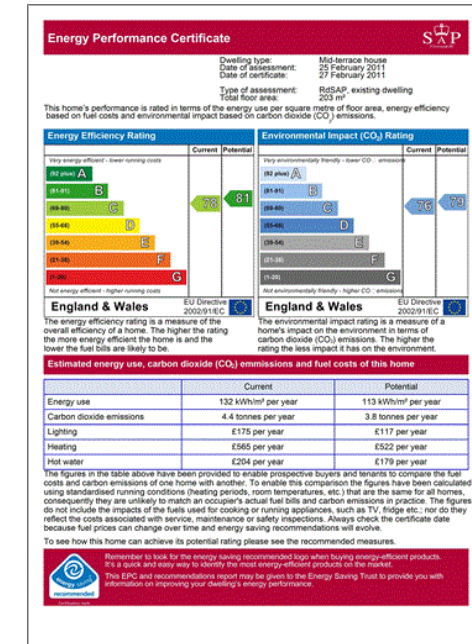 Energy Performance Certificate
SAP
Dwelling type: Mid-terrace house
Date of assessment: 25 February 2011
Date of certificate: 27 February 2011
Type of assessment: RdSAP, existing dwelling
Total floor area: 203 m²
This home's performance is rated in terms of the energy use per square metre of floor area, energy efficiency
based on fuel costs and environmental impact based on carbon dioxide (CO2) emissions.
Energy Efficiency Rating
Current Potential
Very energy efficient - lower running costs
(92 plus) A
(81-91) B
(69-80) C
(55-68) D
(39-54) E
(21-38) F
(1-20) G
78 81
Not energy efficient - higher running costs
England & Wales
EU Directive
2002/91/EC
Environmental Impact (CO₂) Rating
Current Potential
Very environmentally friendly - lower CO emissions
(92 plus) A
(81-91) B
(69-80) C
(55-68) D
(39-54) E
(21-38) F
(1-20) G
76 79
Not environmentally friendly - higher CO emissions
England & Wales
EU Directive
2002/91/EC
The energy efficiency rating is a measure of the
overall efficiency of a home. The higher the rating
the more energy efficient the home is and the
lower the fuel bills are likely to be.
The environmental impact rating is a measure of a
home's impact on the environment in terms of
carbon dioxide (CO₂) emissions. The higher the
rating the less impact it has on the environment.
Estimated energy use, carbon dioxide (CO₂) emmissions and fuel costs of this home
Current Potential
Energy use 132 kWh/m² per year 113 kWh/m² per year
Carbon dioxide emissions 4.4 tonnes per year 3.8 tonnes per year
Lighting £175 per year £117 per year
Heating £565 per year £522 per year
Hot water £204 per year £179 per year
The figures in the table above have been provided to enable prospective buyers and tenants to compare the fuel
costs and carbon emissions of one home with another. To enable this comparison the figures have been calculated
using standardised running conditions (heating periods, room temperatures, etc.) that are the same for all homes,
consequently they are unlikely to match an occupier's actual fuel bills and carbon emissions in practice. The figures
do not include the impacts of the fuels used for cooking or running appliances, such as TV, fridge etc.; nor do they
reflect the costs associated with service, maintenance or safety inspections. Always check the certificate date
because fuel prices can change over time and energy saving recommendations will evolve.
To see how this home can achieve its potential rating please see the recommended measures.
energy saving
recommended
Certification mark
Remember to look for the energy saving recommended logo when buying energy-efficient products.
It's a quick and easy way to identify the most energy-efficient products on the market.
This EPC and recommendations report may be given to the Energy Saving Trust to provide you with
information on improving your dwelling's energy performance.